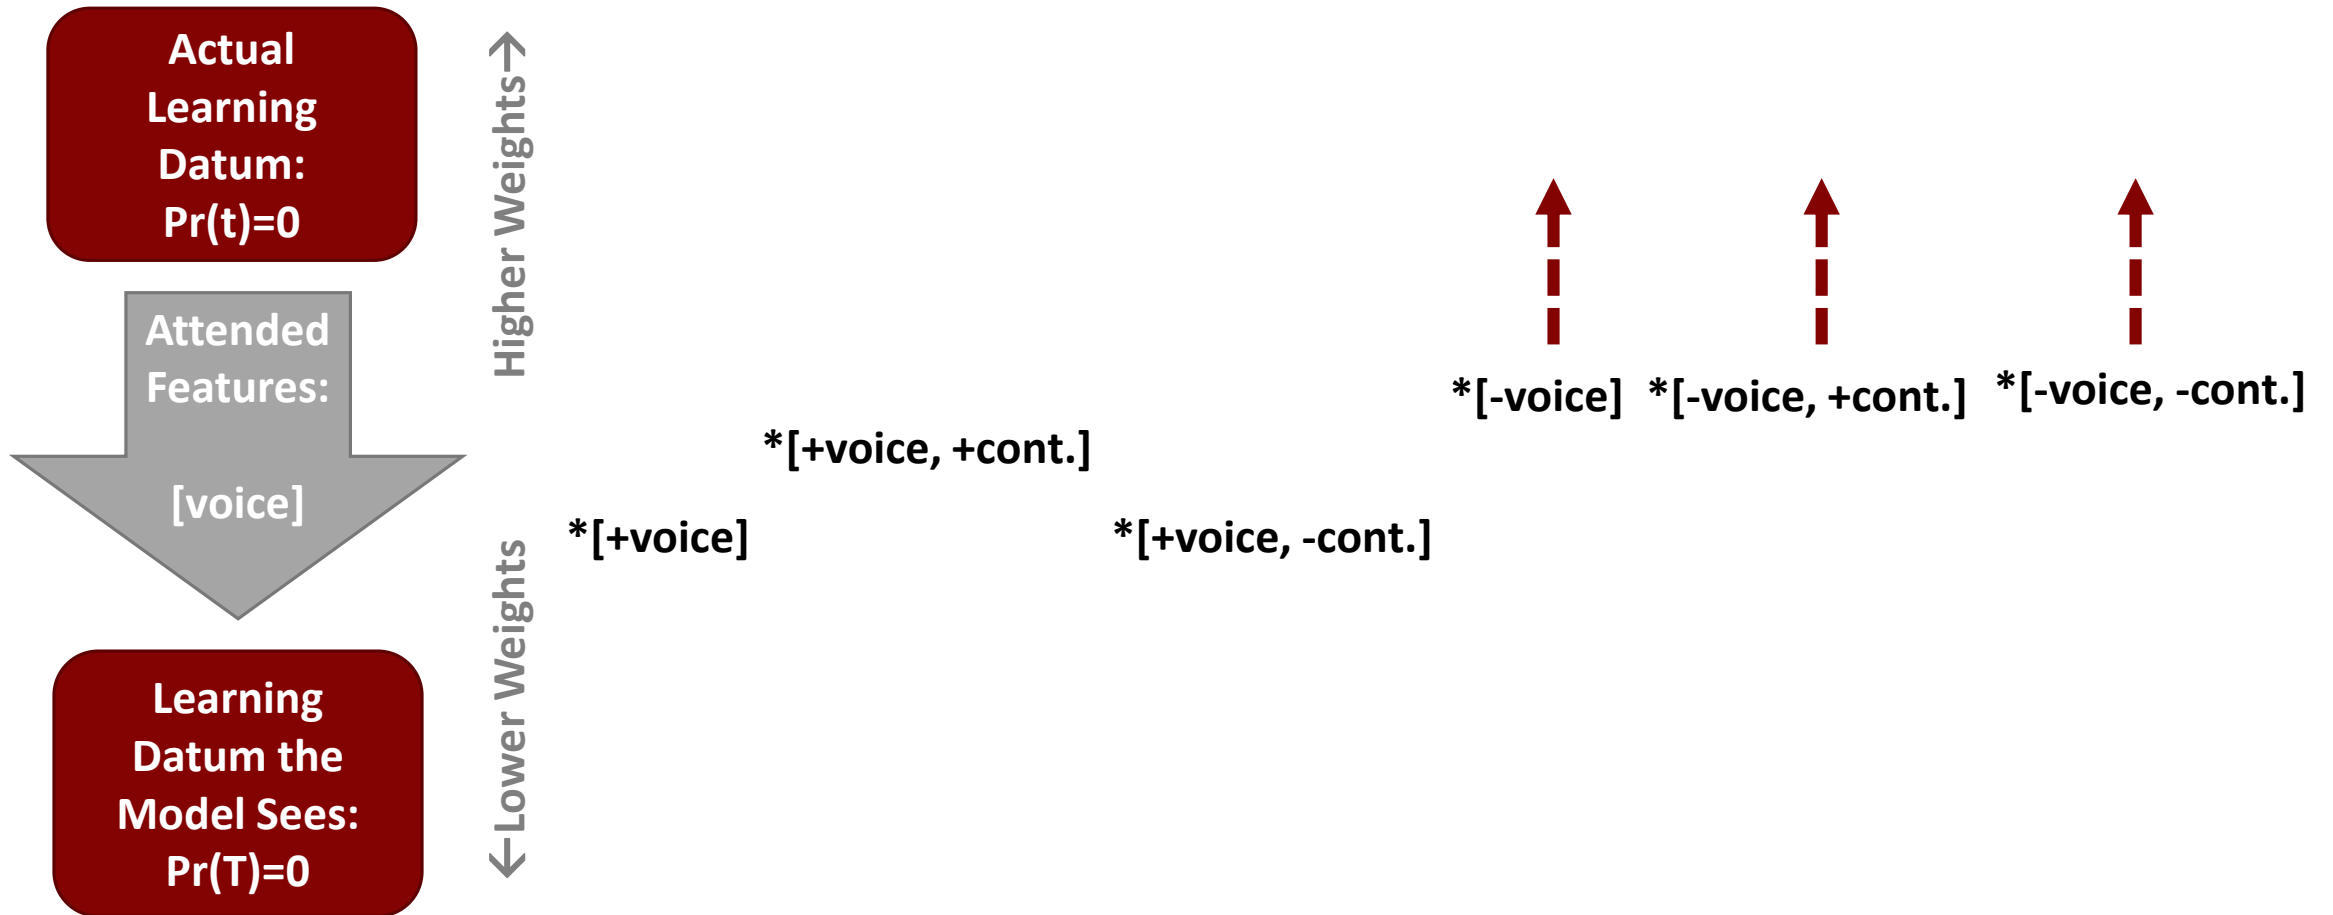 Actual
Learning
Datum:
Pr(t)=0
Attended
Features:
[voice]
Learning
Datum the
Model Sees:
Pr(T)=0
Higher Weights→
←Lower Weights
*[+voice]
*[+voice, +cont.]
*[+voice, -cont.]
*[-voice]
*[-voice, +cont.]
*[-voice, -cont.]